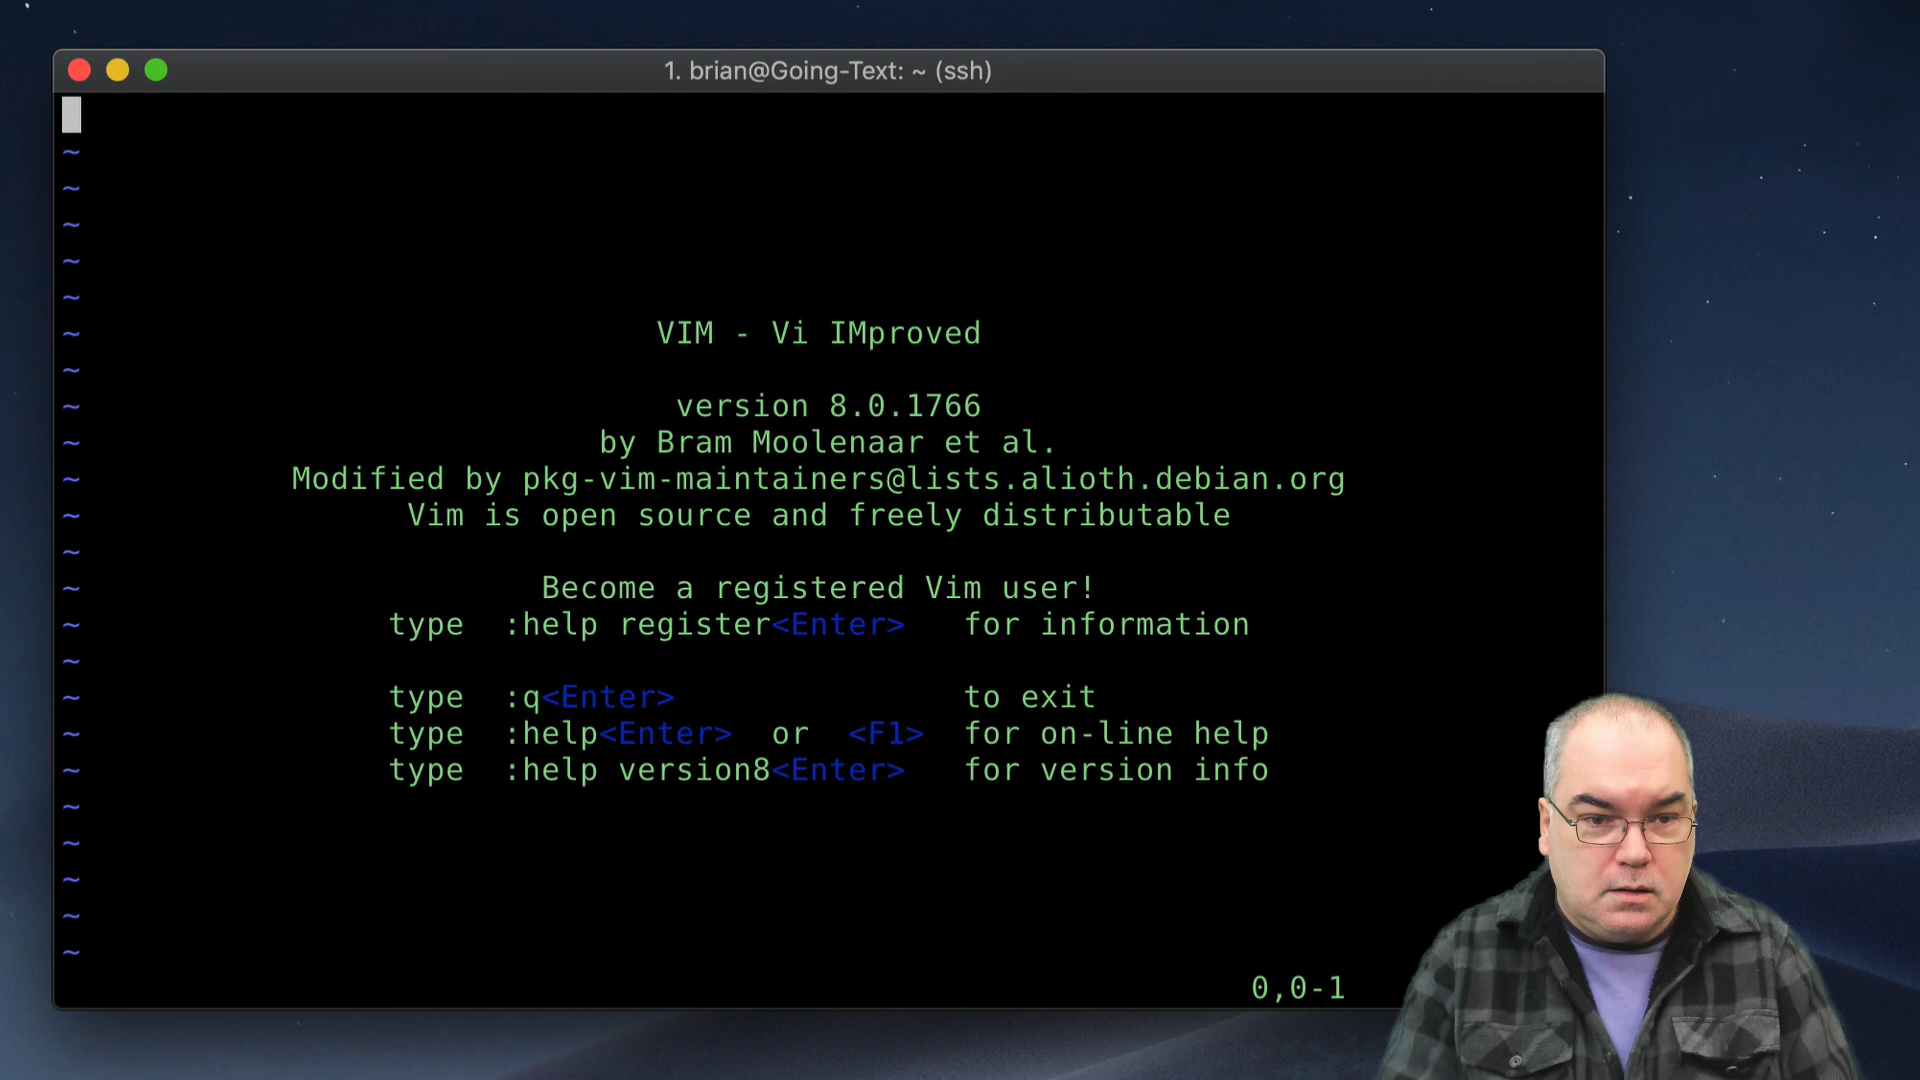 1. brian@Going-Text: ~ (ssh)
~
~
~
~
~
~ VIM - Vi IMproved
~
~ version 8.0.1766
~ by Bram Moolenaar et al.
~ Modified by pkg-vim-maintainers@lists.alioth.debian.org
~ Vim is open source and freely distributable
~
~ Become a registered Vim user!
~ type :help register<Enter> for information
~
~ type :q<Enter> to exit
~ type :help<Enter> or <F1> for on-line help
~ type :help version8<Enter> for version info
~
~
~
~
~
0,0-1